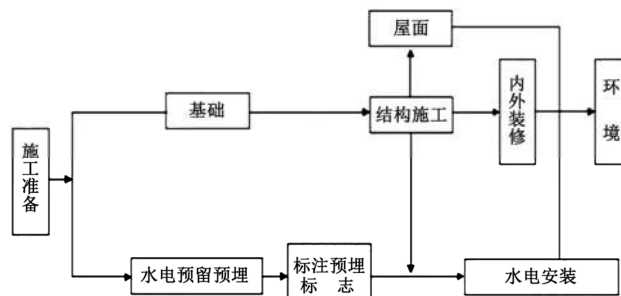 屋面
基础
结构施工
内外装修
环境
施工准备
水电预留预埋
标注预埋
标志
水电安装